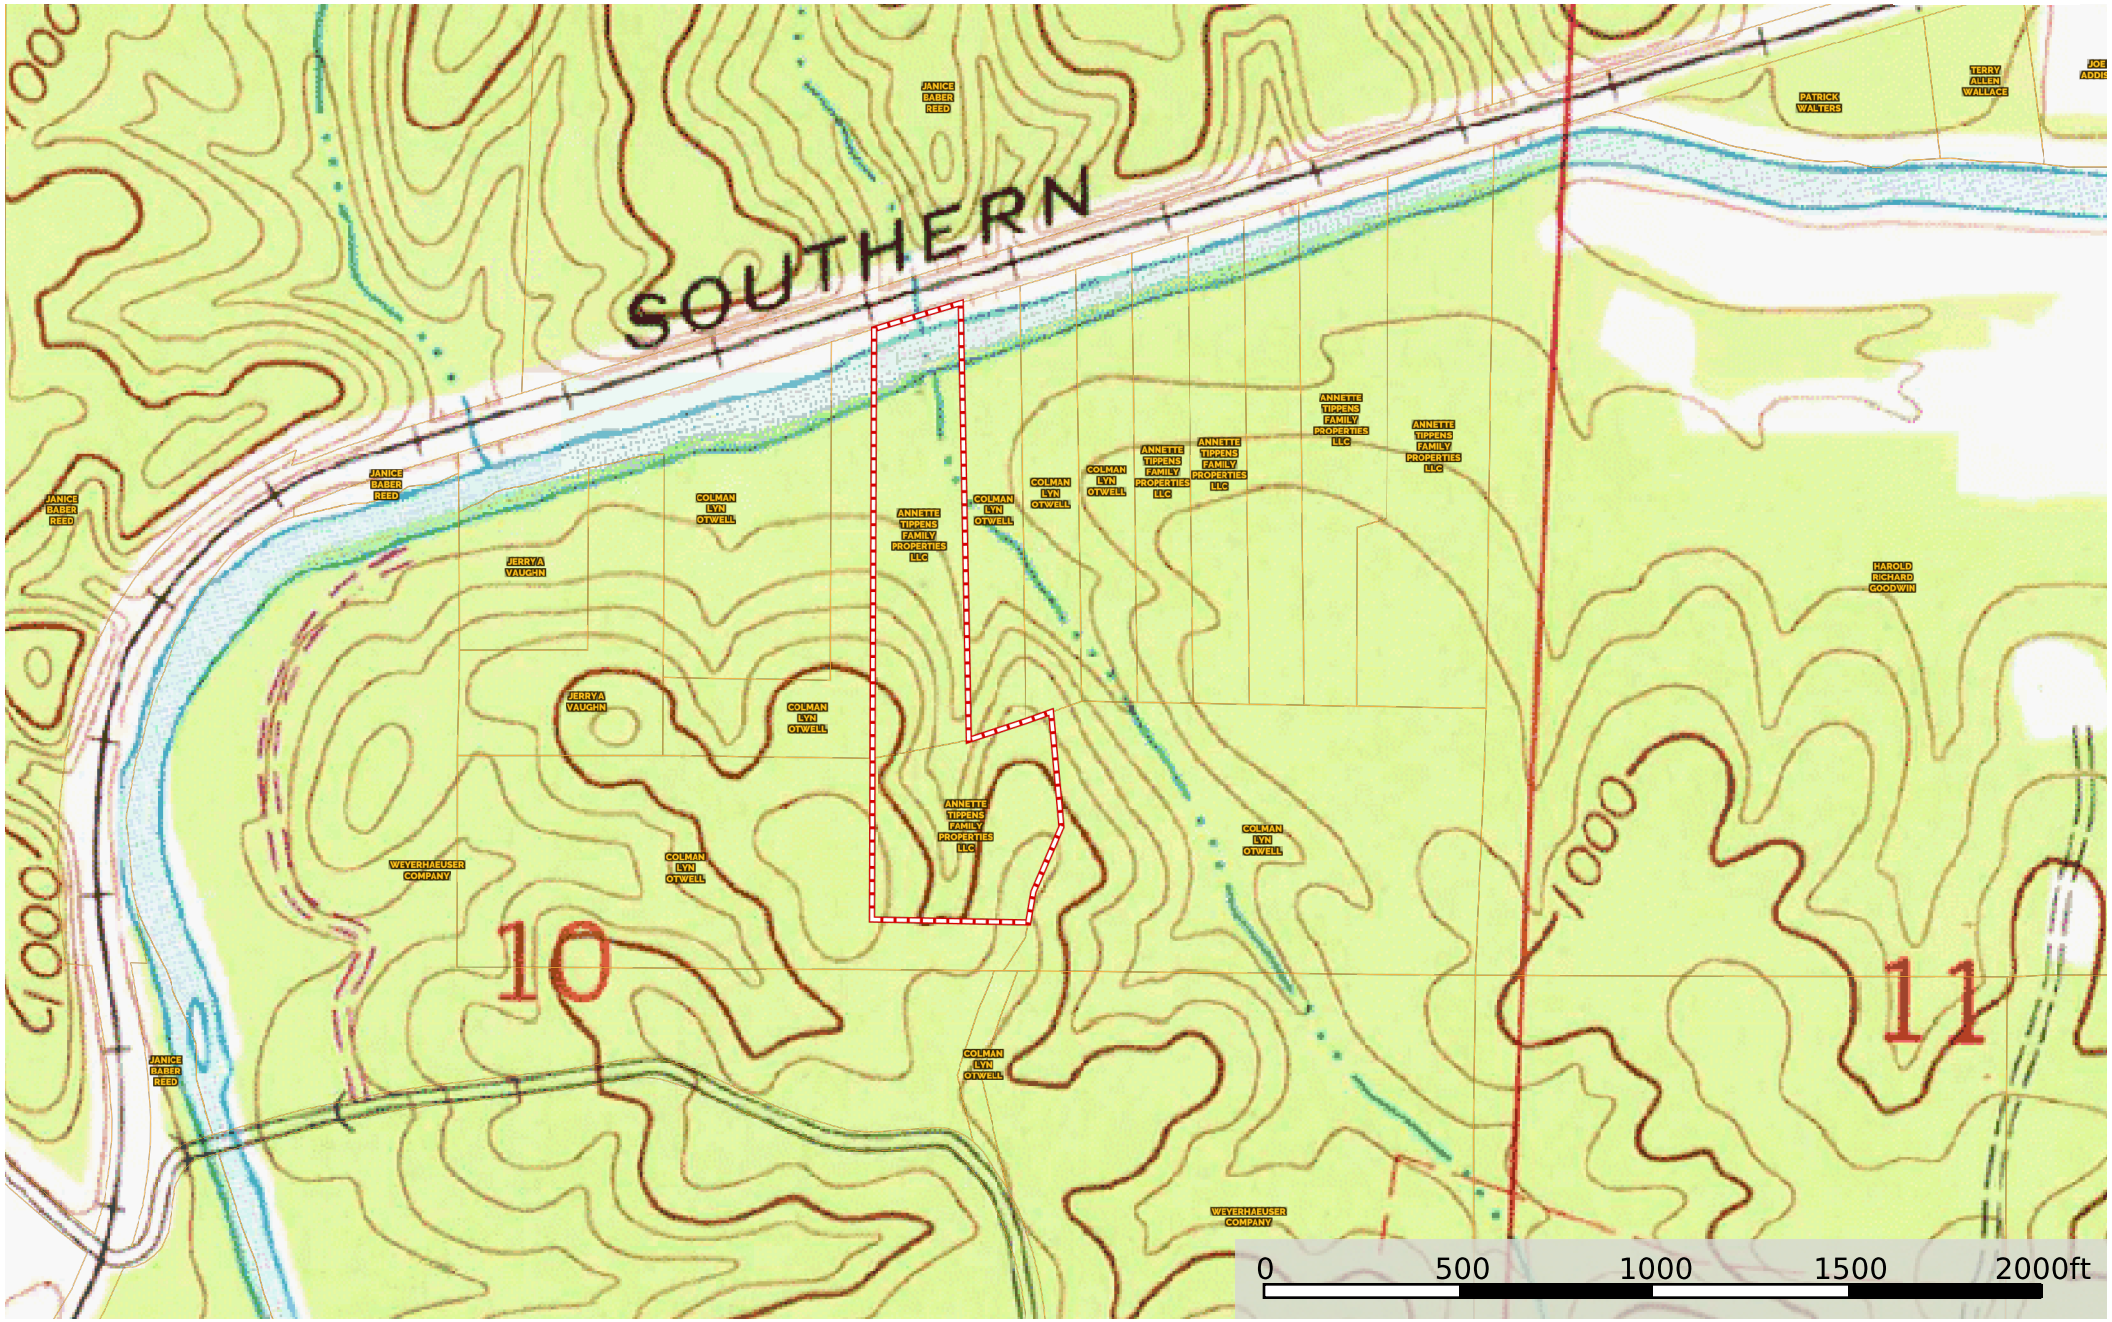 JANICE
BABER
REED
TERRY
ALLEN
WALLACE
JOE
ADDIS
PATRICK
WALTERS
SOUTHERN
JANICE
BABER
REED
JANICE
BABER
REED
COLMAN
LYN
OTWELL
ANNETTE
TIPPENS
FAMILY
PROPERTIES
LLC
COLMAN
LYN
OTWELL
COLMAN
LYN
OTWELL
COLMAN
LYN
OTWELL
ANNETTE
TIPPENS
FAMILY
PROPERTIES
LLC
ANNETTE
TIPPENS
FAMILY
PROPERTIES
LLC
ANNETTE
TIPPENS
FAMILY
PROPERTIES
LLC
ANNETTE
TIPPENS
FAMILY
PROPERTIES
LLC
JERRY A
VAUGHN
HAROLD
RICHARD
GOODWIN
JERRY A
VAUGHN
COLMAN
LYN
OTWELL
WEYERHAEUSER
COMPANY
COLMAN
LYN
OTWELL
ANNETTE
TIPPENS
FAMILY
PROPERTIES
LLC
COLMAN
LYN
OTWELL
1000
10
11
JANICE
BABER
REED
COLMAN
LYN
OTWELL
WEYERHAEUSER
COMPANY
0 500 1000 1500 2000ft